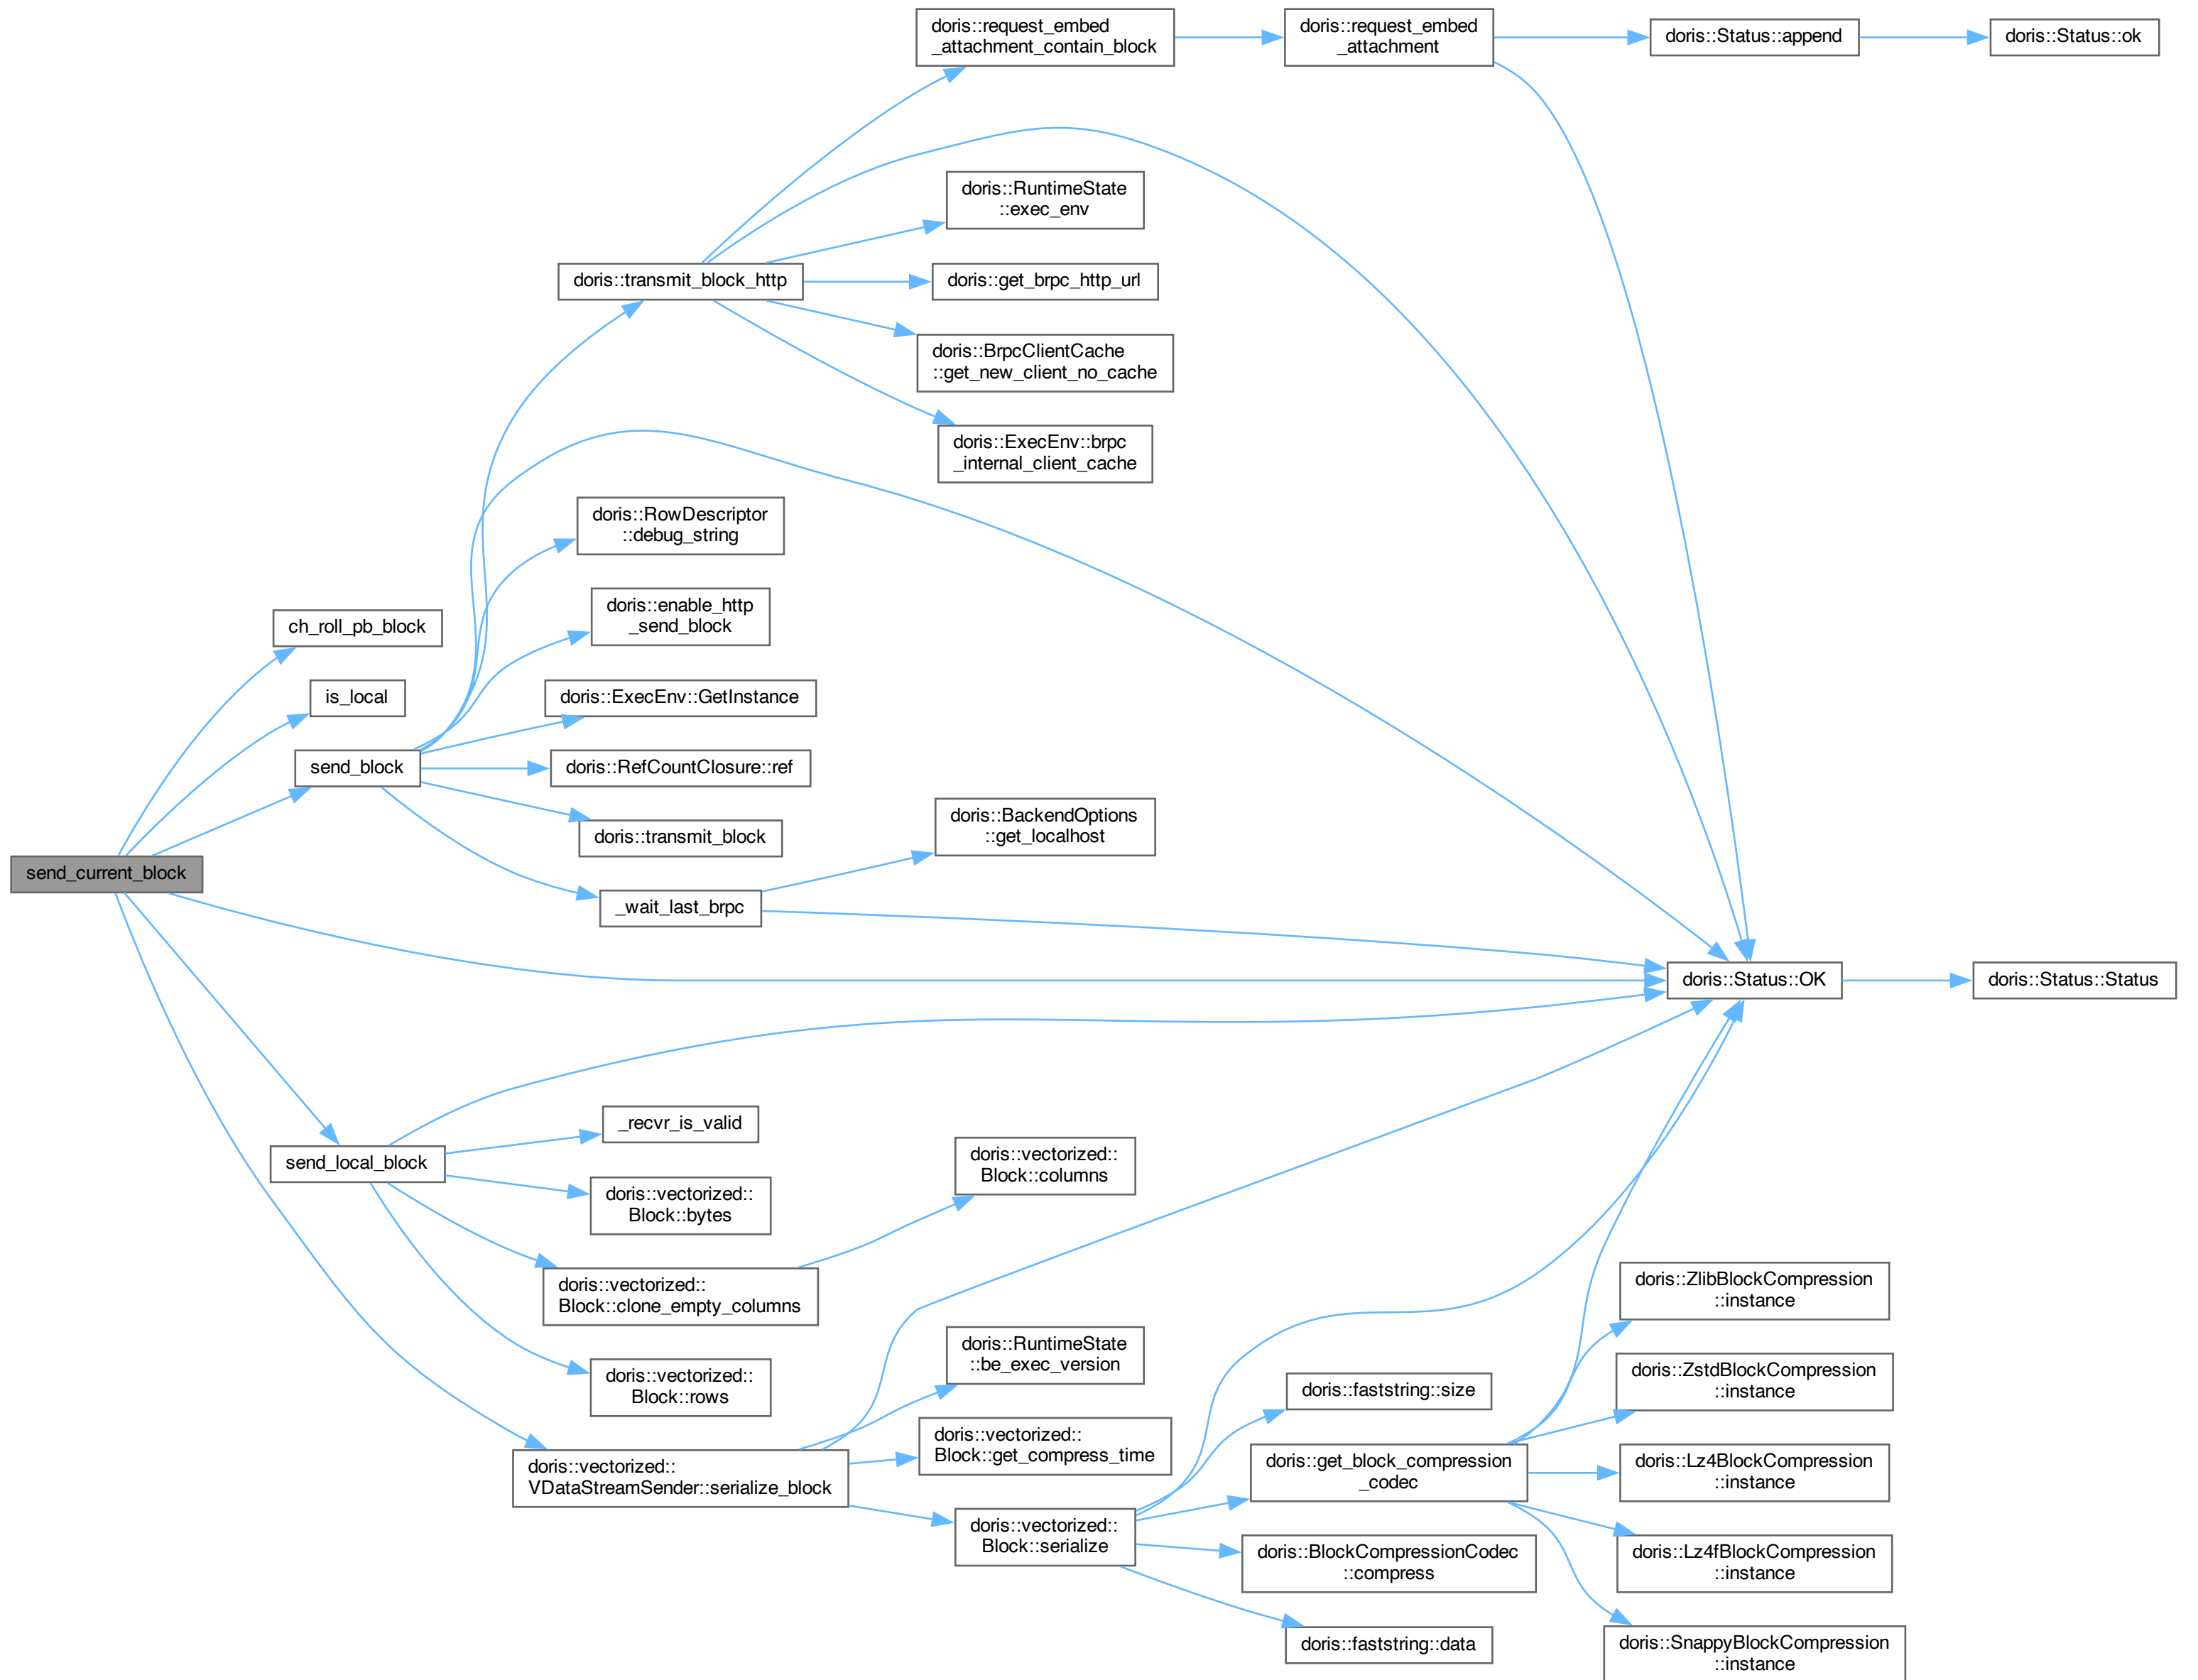 doris::request_embed
_attachment_contain_block
doris::request_embed
_attachment
doris::Status::append
doris::Status::ok
doris::RuntimeState
::exec_env
doris::transmit_block_http
doris::get_brpc_http_url
doris::BrpcClientCache
::get_new_client_no_cache
doris::ExecEnv::brpc
_internal_client_cache
doris::RowDescriptor
::debug_string
doris::enable_http
_send_block
ch_roll_pb_block
is_local
doris::ExecEnv::GetInstance
send_block
doris::RefCountClosure::ref
doris::transmit_block
doris::BackendOptions
::get_localhost
send_current_block
_wait_last_brpc
doris::Status::OK
doris::Status::Status
_recvr_is_valid
send_local_block
doris::vectorized::
Block::columns
doris::vectorized::
Block::bytes
doris::vectorized::
Block::clone_empty_columns
doris::ZlibBlockCompression
::instance
doris::RuntimeState
::be_exec_version
doris::vectorized::
Block::rows
doris::faststring::size
doris::ZstdBlockCompression
::instance
doris::vectorized::
Block::get_compress_time
doris::vectorized::
VDataStreamSender::serialize_block
doris::get_block_compression
_codec
doris::Lz4BlockCompression
::instance
doris::vectorized::
Block::serialize
doris::BlockCompressionCodec
::compress
doris::Lz4fBlockCompression
::instance
doris::faststring::data
doris::SnappyBlockCompression
::instance